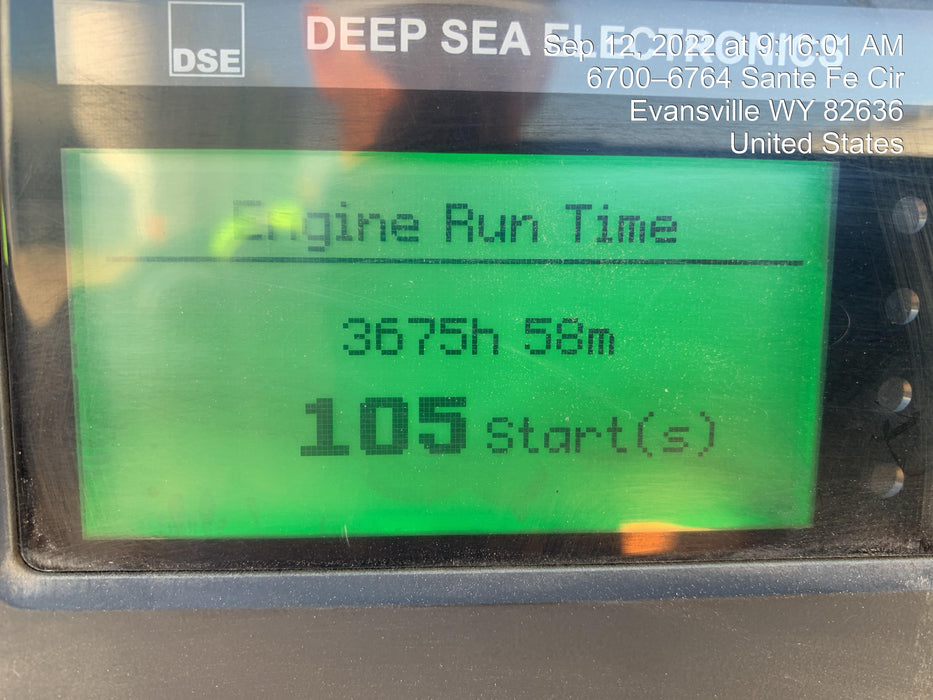 DSE
DEEP SEA ELECTRONICS
Sep 12, 2022 at 9:16:01 AM
6700–6764 Sante Fe Cir
Evansville WY 82636
United States
Engine Run Time
3675h 58m
105 Start(s)